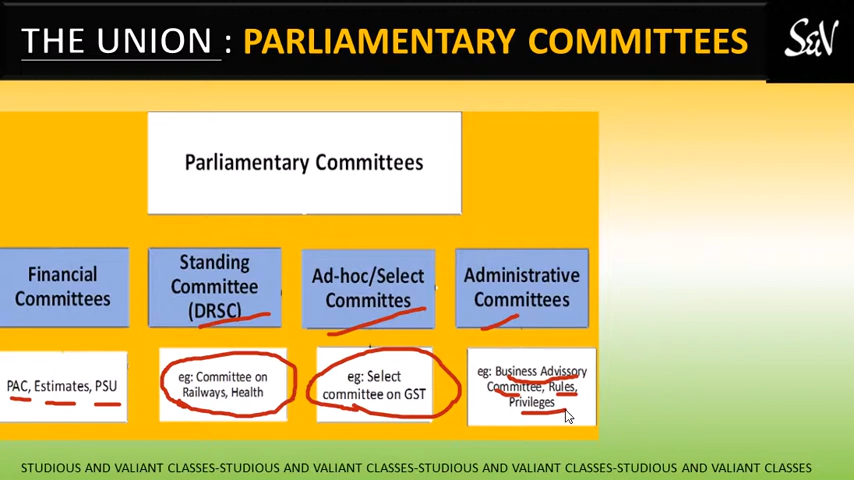 THE UNION : PARLIAMENTARY COMMITTEES
S&V
Parliamentary Committees
Financial
Committees
Standing
Committee
(DRSC)
Ad-hoc/Select
Committes
Administrative
Committees
PAC, Estimates, PSU
eg: Committee on
Railways, Health
eg: Select
committee on GST
eg: Business Advisory
Committee, Rules,
Privileges
STUDIOUS AND VALIANT CLASSES-STUDIOUS AND VALIANT CLASSES-STUDIOUS AND VALIANT CLASSES-STUDIOUS AND VALIANT CLASSES